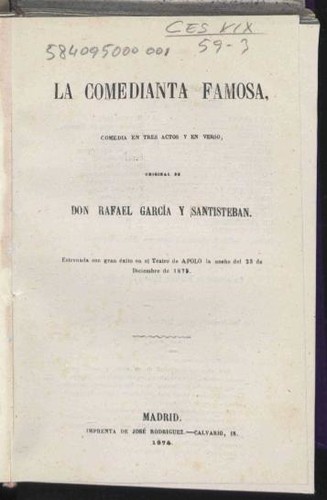 CES XIX
584095000 001
59-3
LA COMEDIANTA FAMOSA,
COMEDIA EN TRES ACTOS Y EN VERSO,
ORIGINAL DE
DON RAFAEL GARCÍA Y SANTISTEBAN.
Estrenada con gran éxito en el Teatro de APOLO la noche del 23 de
Diciembre de
MADRID.
IMPRENTA DE JOSÉ RODRIGUEZ.—CALVARIO, 18.
1874.